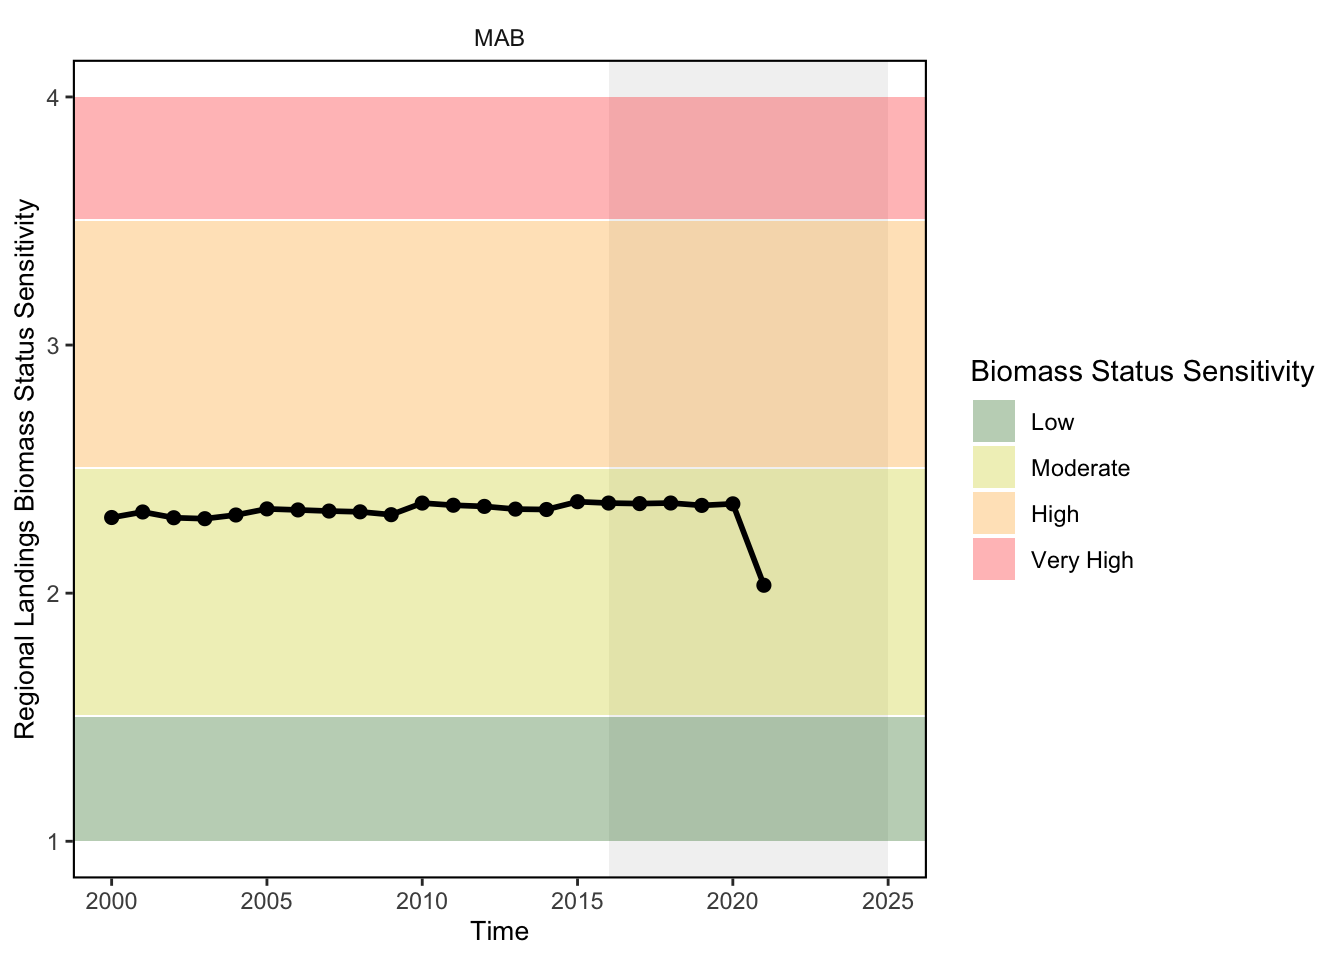 MAB
Regional Landings Biomass Status Sensitivity
4
3
2
1
2000
2005
2010
2015
2020
2025
Time
Biomass Status Sensitivity
Low
Moderate
High
Very High